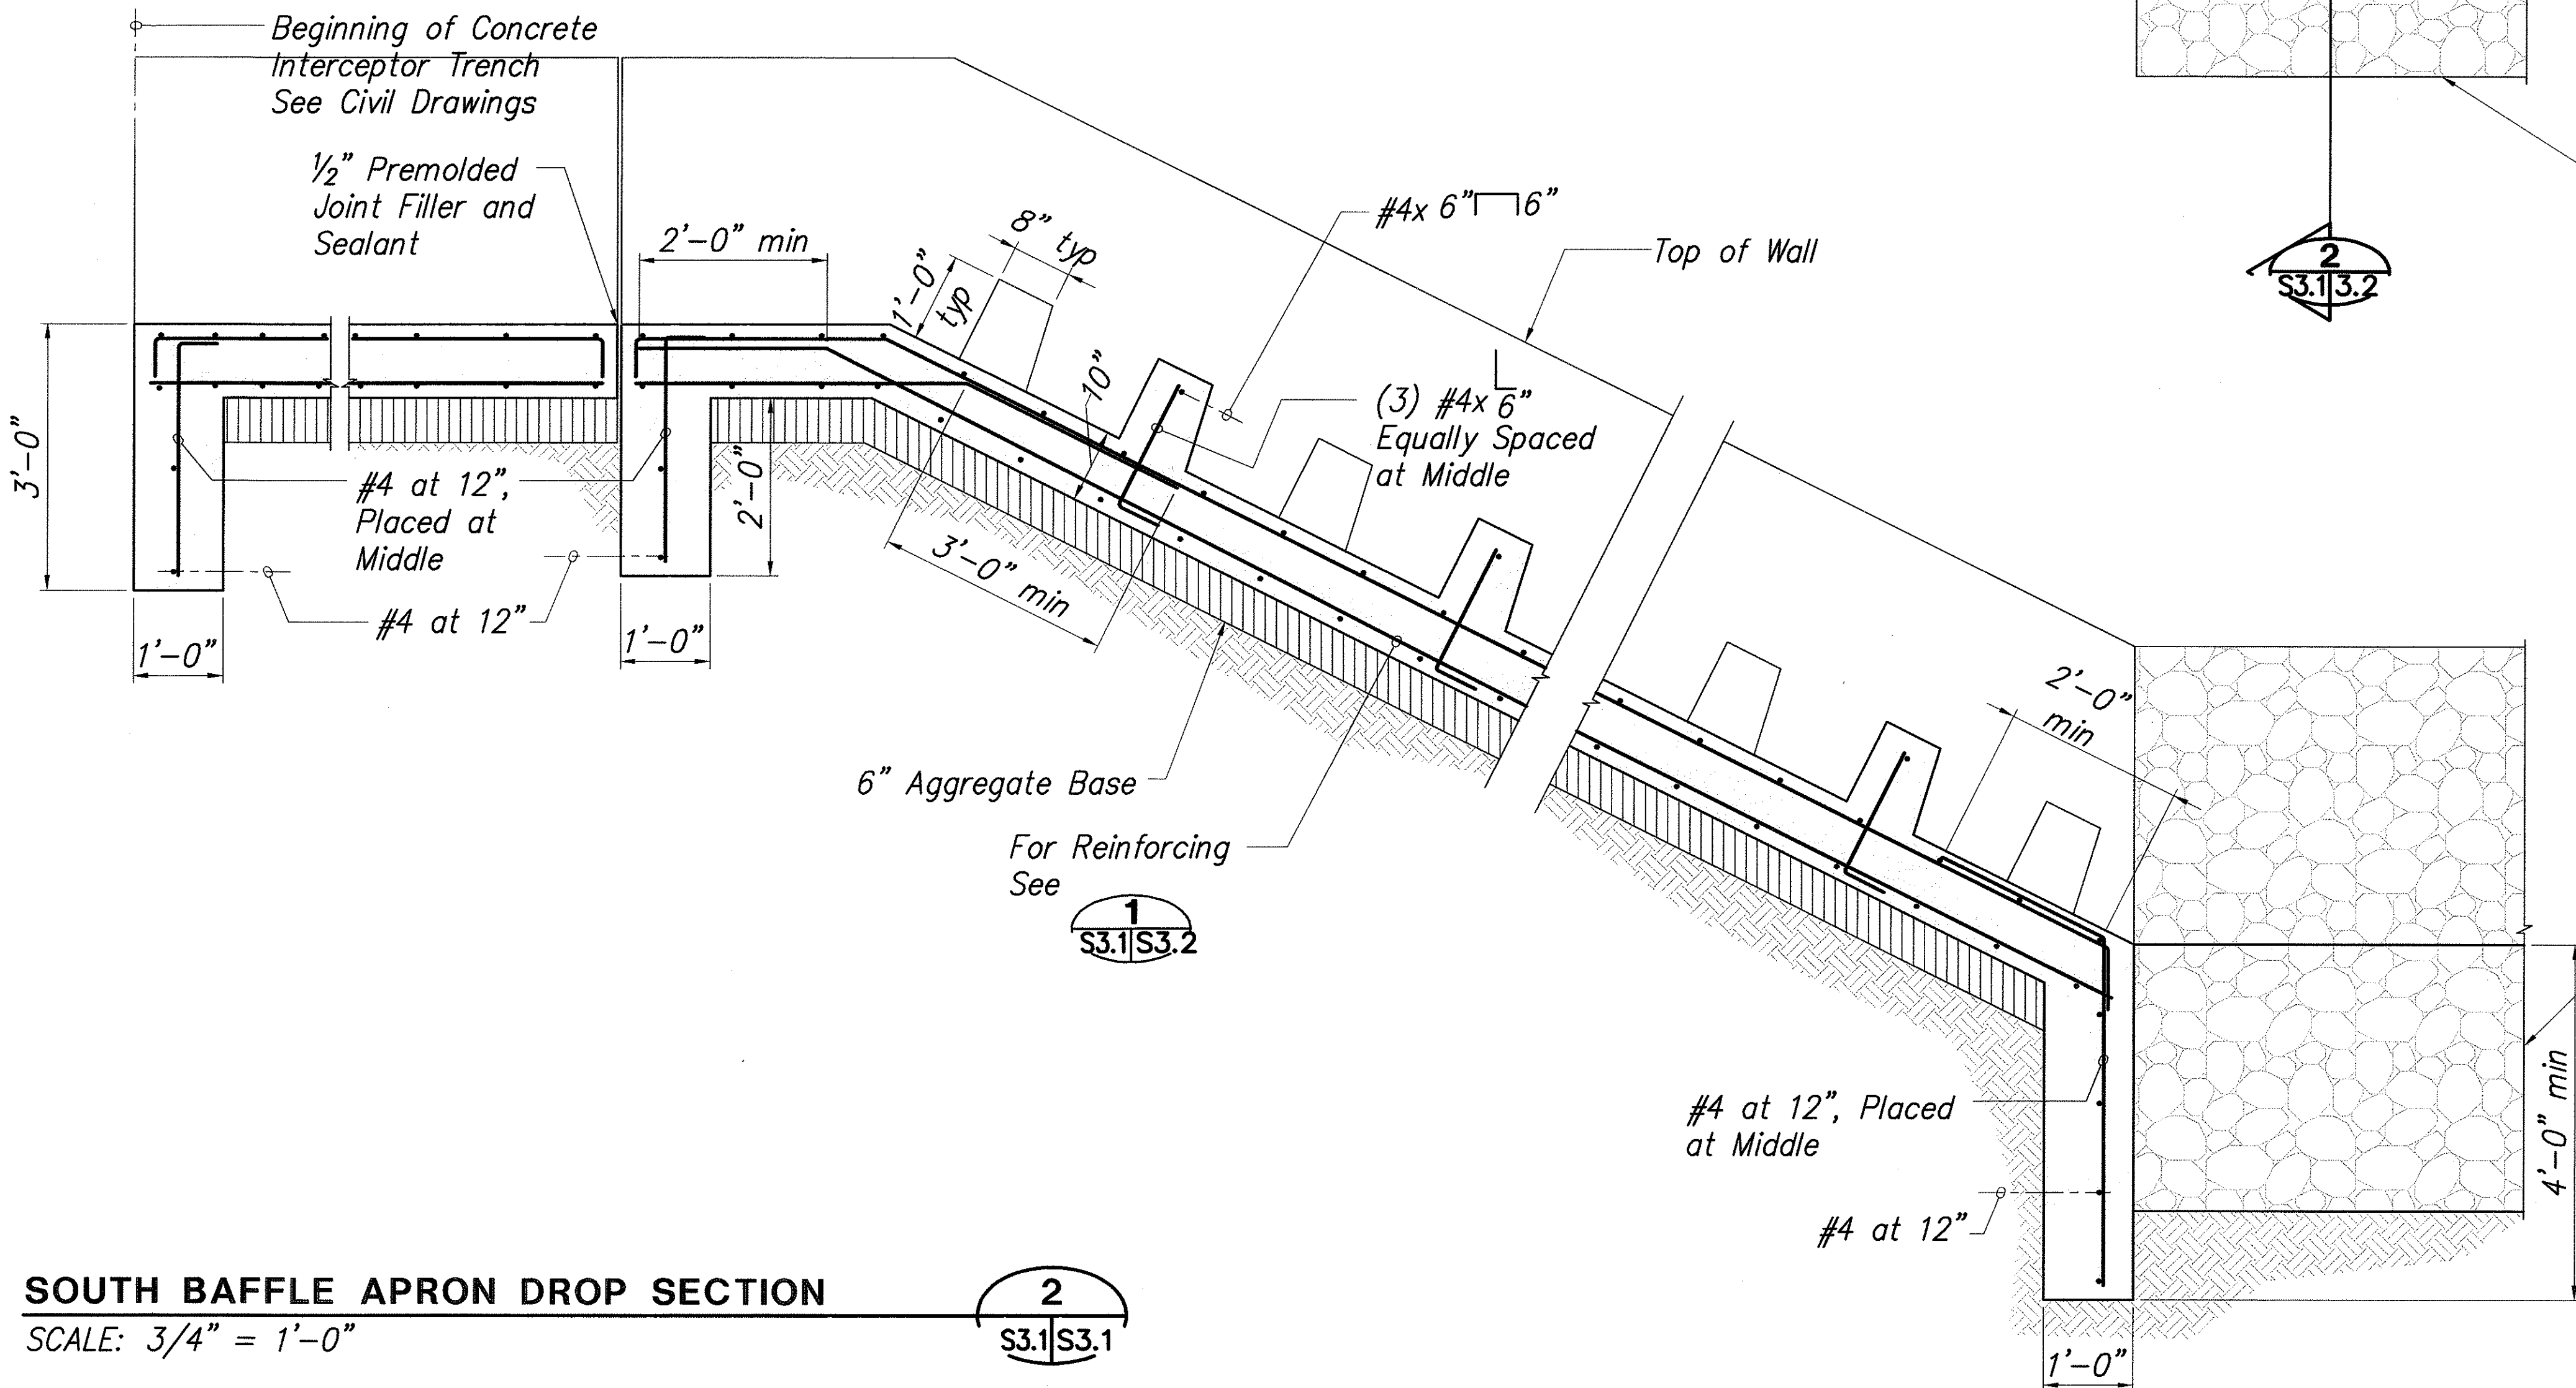 Beginning of Concrete
Interceptor Trench
See Civil Drawings
½” Premolded
Joint Filler and
Sealant
2’-0” min
1’-0”
typ
8” typ
#4x 6” 6”
Top of Wall
2
S3.1 3.2
10”
(3) #4x 6”
Equally Spaced
at Middle
3’-0”
#4 at 12”,
Placed at
Middle
2’-0”
3’-0” min
#4 at 12”
1’-0”
1’-0”
2’-0”
min
6” Aggregate Base
For Reinforcing
See
1
S3.1 S3.2
#4 at 12”, Placed
at Middle
4’-0” min
#4 at 12”
1’-0”
SOUTH BAFFLE APRON DROP SECTION
SCALE: 3/4” = 1’-0”
2
S3.1 S3.1